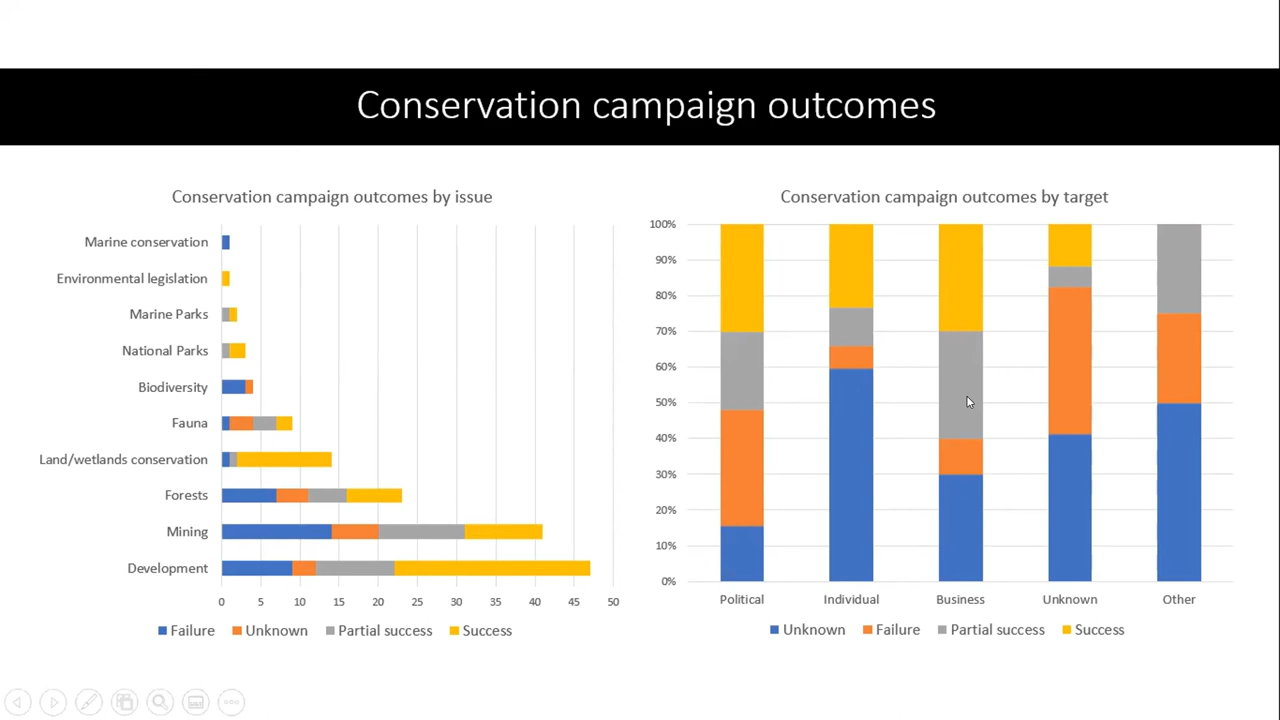 Conservation campaign outcomes
Conservation campaign outcomes by issue
Marine conservation
Environmental legislation
Marine Parks
National Parks
Biodiversity
Fauna
Land/wetlands conservation
Forests
Mining
Development
0 5 10 15 20 25 30 35 40 45 50
Failure Unknown Partial success Success
Conservation campaign outcomes by target
100%
90%
80%
70%
60%
50%
40%
30%
20%
10%
0%
Political Individual Business Unknown Other
Unknown Failure Partial success Success